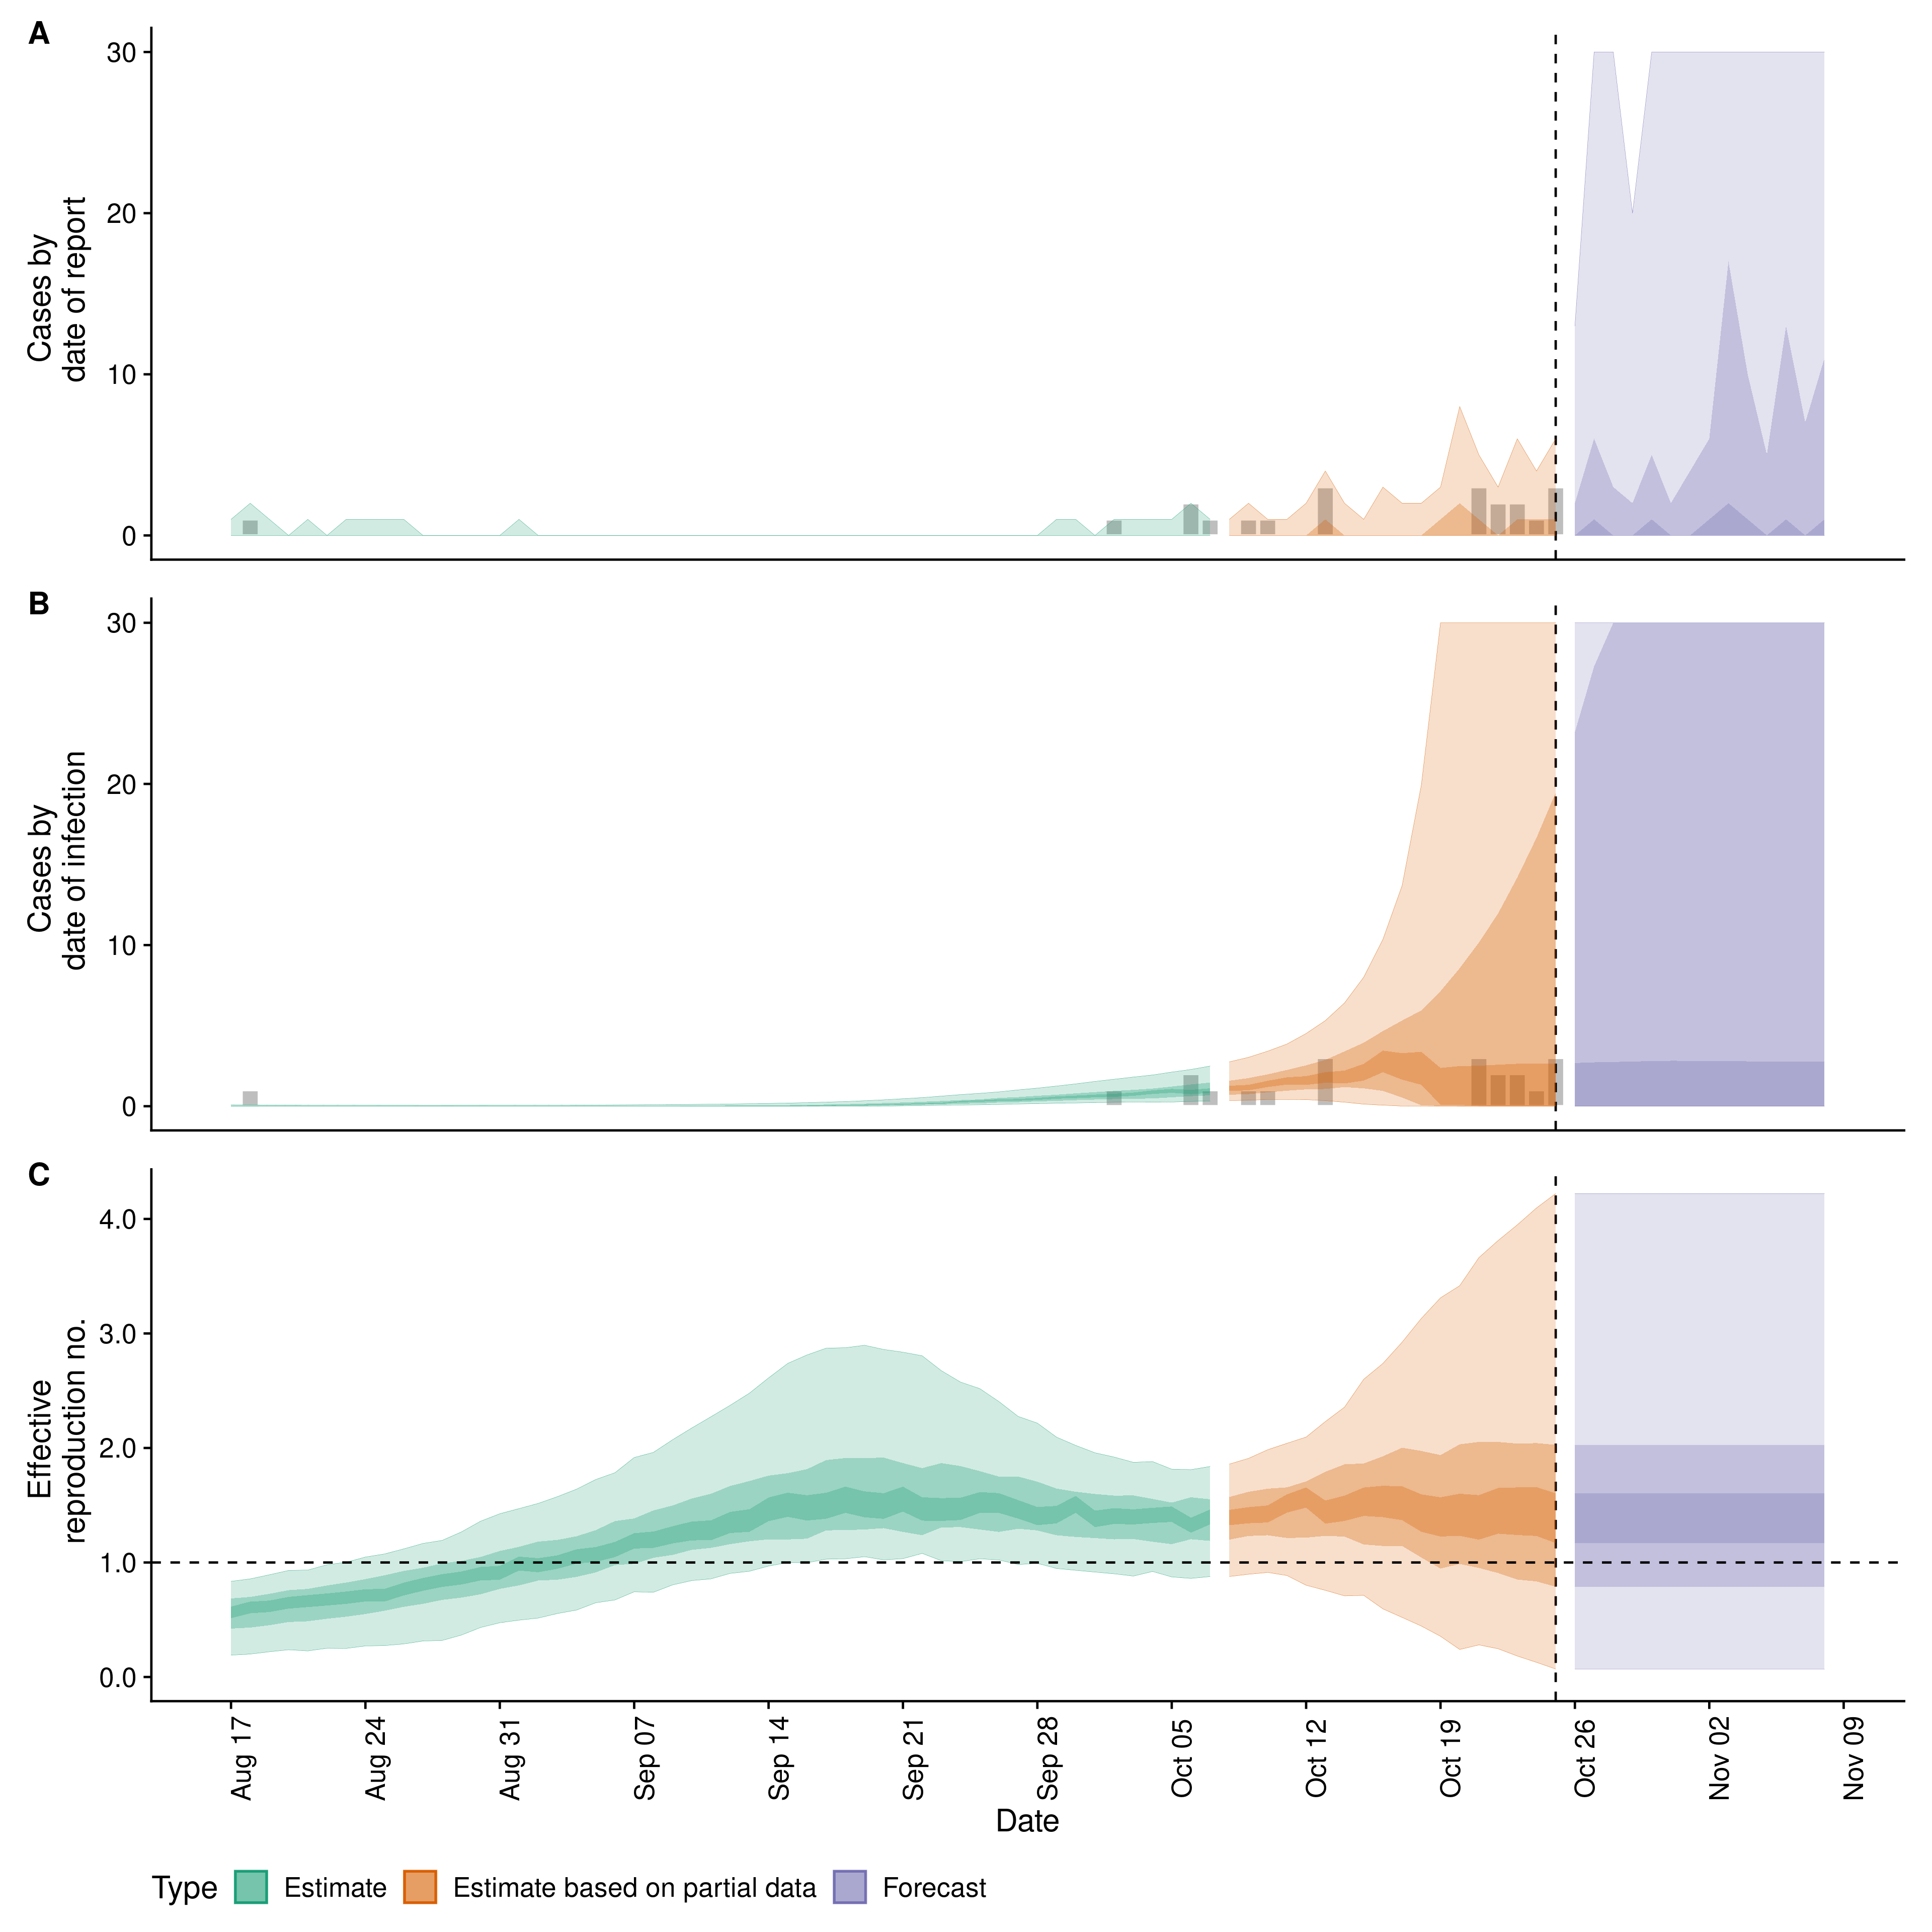 A
30
20
10
0
Cases by
date of report
B
30
20
10
0
Cases by
date of infection
C
4.0
3.0
2.0
1.0
0.0
Effective
reproduction no.
Aug 17
Aug 24
Aug 31
Sep 07
Sep 14
Sep 21
Sep 28
Oct 05
Oct 12
Oct 19
Oct 26
Nov 02
Nov 09
Date
Type Estimate Estimate based on partial data Forecast